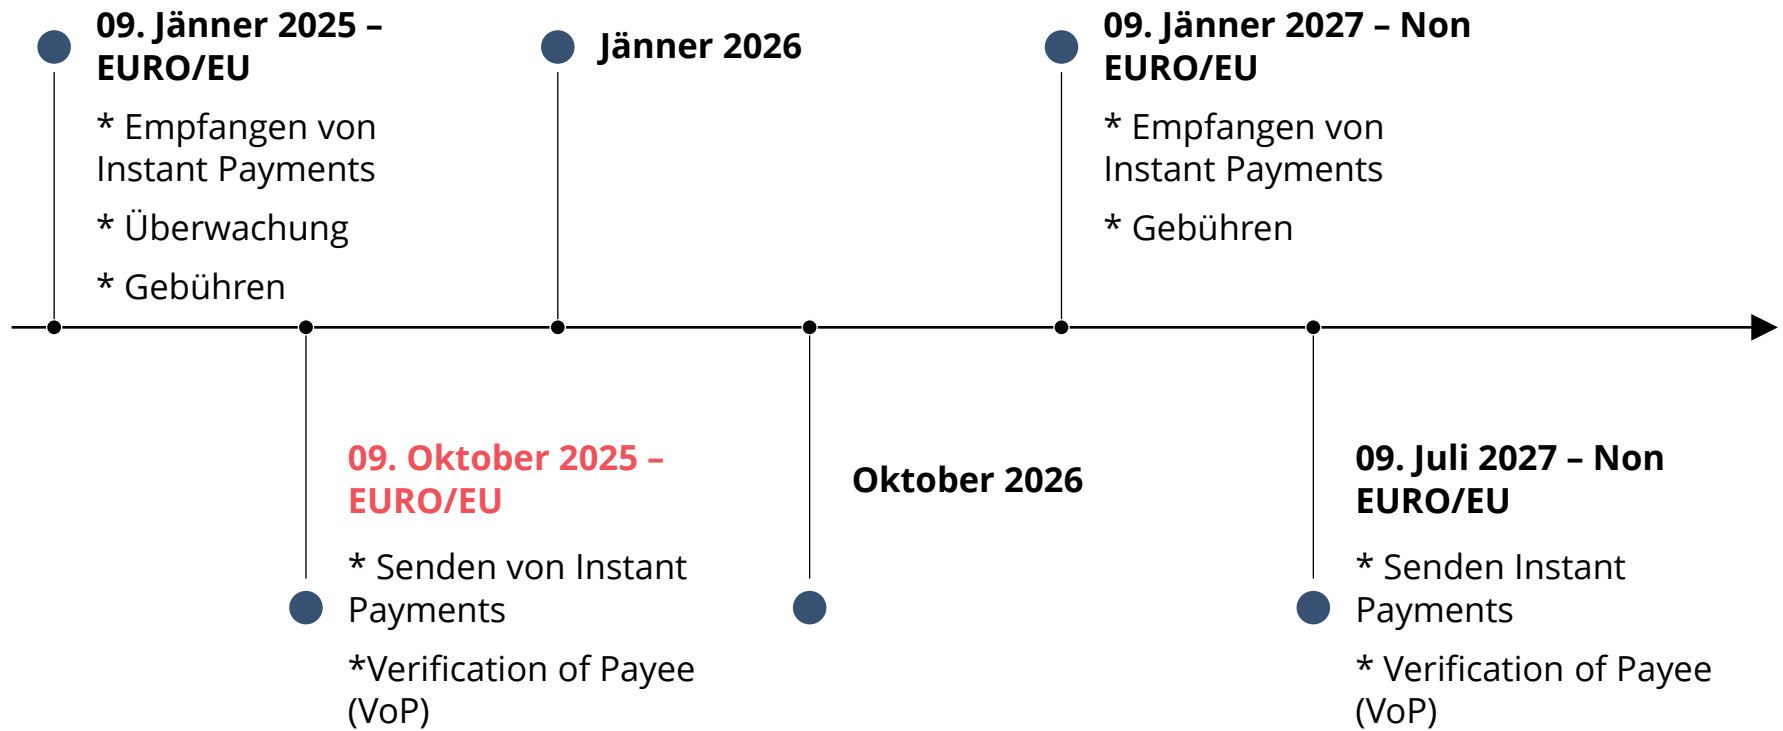 09. Jänner 2025 –
EURO/EU
* Empfangen von
Instant Payments
* Überwachung
* Gebühren
09. Oktober 2025 –
EURO/EU
* Senden von Instant
Payments
*Verification of Payee
(VoP)
Jänner 2026
Oktober 2026
09. Jänner 2027 – Non
EURO/EU
* Empfangen von
Instant Payments
* Gebühren
09. Juli 2027 – Non
EURO/EU
* Senden Instant
Payments
* Verification of Payee
(VoP)